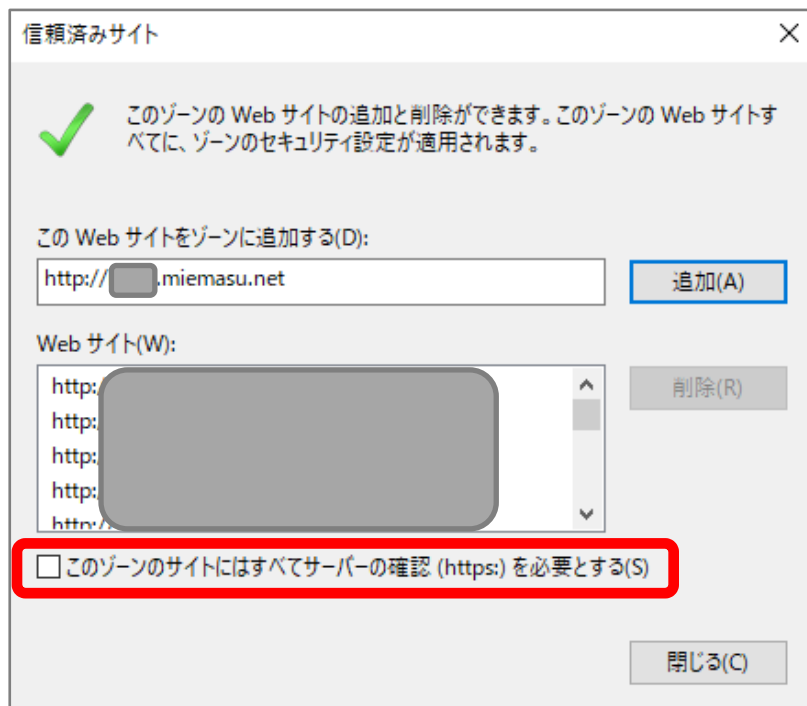 信頼済みサイト
このゾーンの Web サイトの追加と削除ができます。このゾーンの Web サイトす
べてに、ゾーンのセキュリティ設定が適用されます。
この Web サイトをゾーンに追加する(D):
http:// .miemasu.net
追加(A)
Web サイト(W):
http:/
削除(R)
http:/
http:/
http:/
http:/
このゾーンのサイトにはすべてサーバーの確認 (https:) を必要とする(S)
閉じる(C)